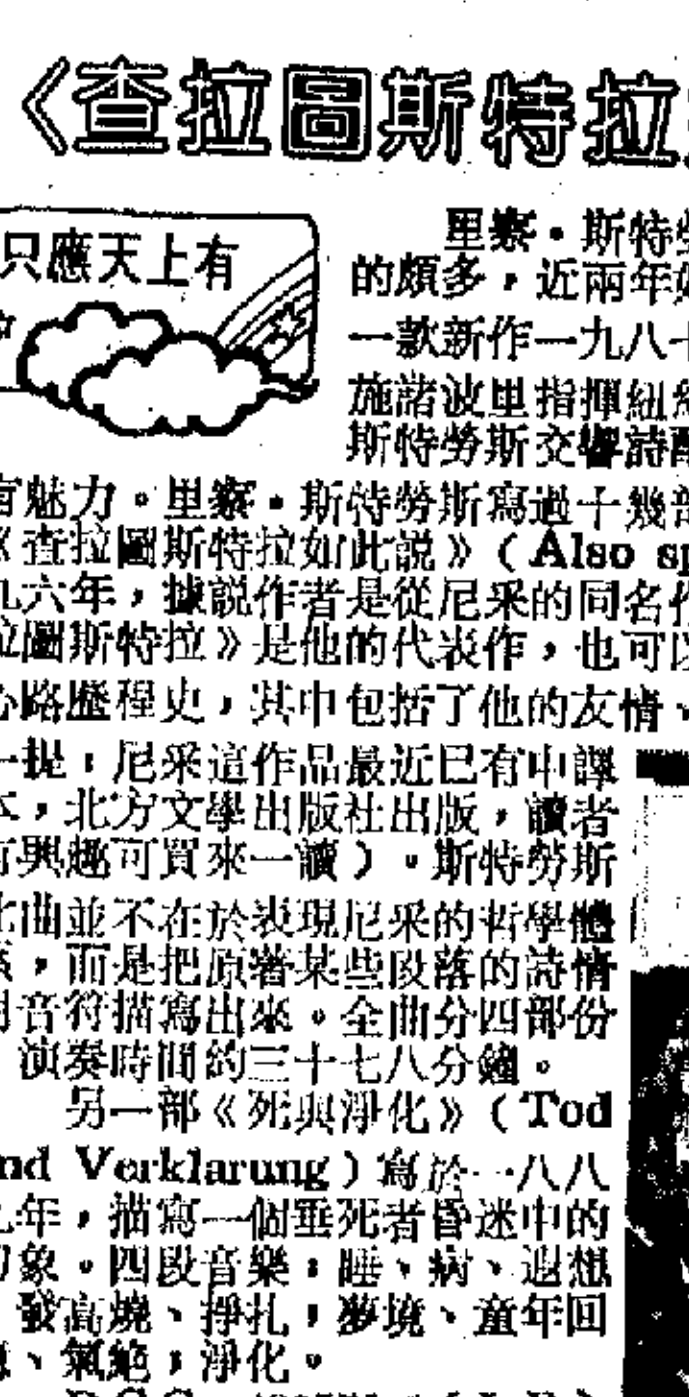 《查拉圖斯特拉
只應天上有
里察·斯特勞
的頗多，近兩年
一款新作一九八十
施諾波里指揮紐
斯特勞斯交響詩
有魅力。里察·斯特勞斯寫過十幾部
《查拉圖斯特拉如此說》（Also sp
九六年，據說作者是從尼采的同名作
拉圖斯特拉》是他的代表作，也可以
心路歷程史，其中包括了他的友情、
一提：尼采這作品最近已有中譯
本，北方文學出版社出版，讀者
有興趣可買來一讀）。斯特勞斯
此曲並不在於表現尼采的哲學體
系，而是把原著某些段落的詩情
用音符描寫出來。全曲分四部份
演奏時間約三十七八分鐘。
另一部《死與淨化》（Tod
nd Verklarung）寫於一八八
九年，描寫一個垂死者昏迷中的
印象。四段音樂：睡、病、遐想
發高燒、掙扎；夢境、童年回
憶、氣絕；淨化。